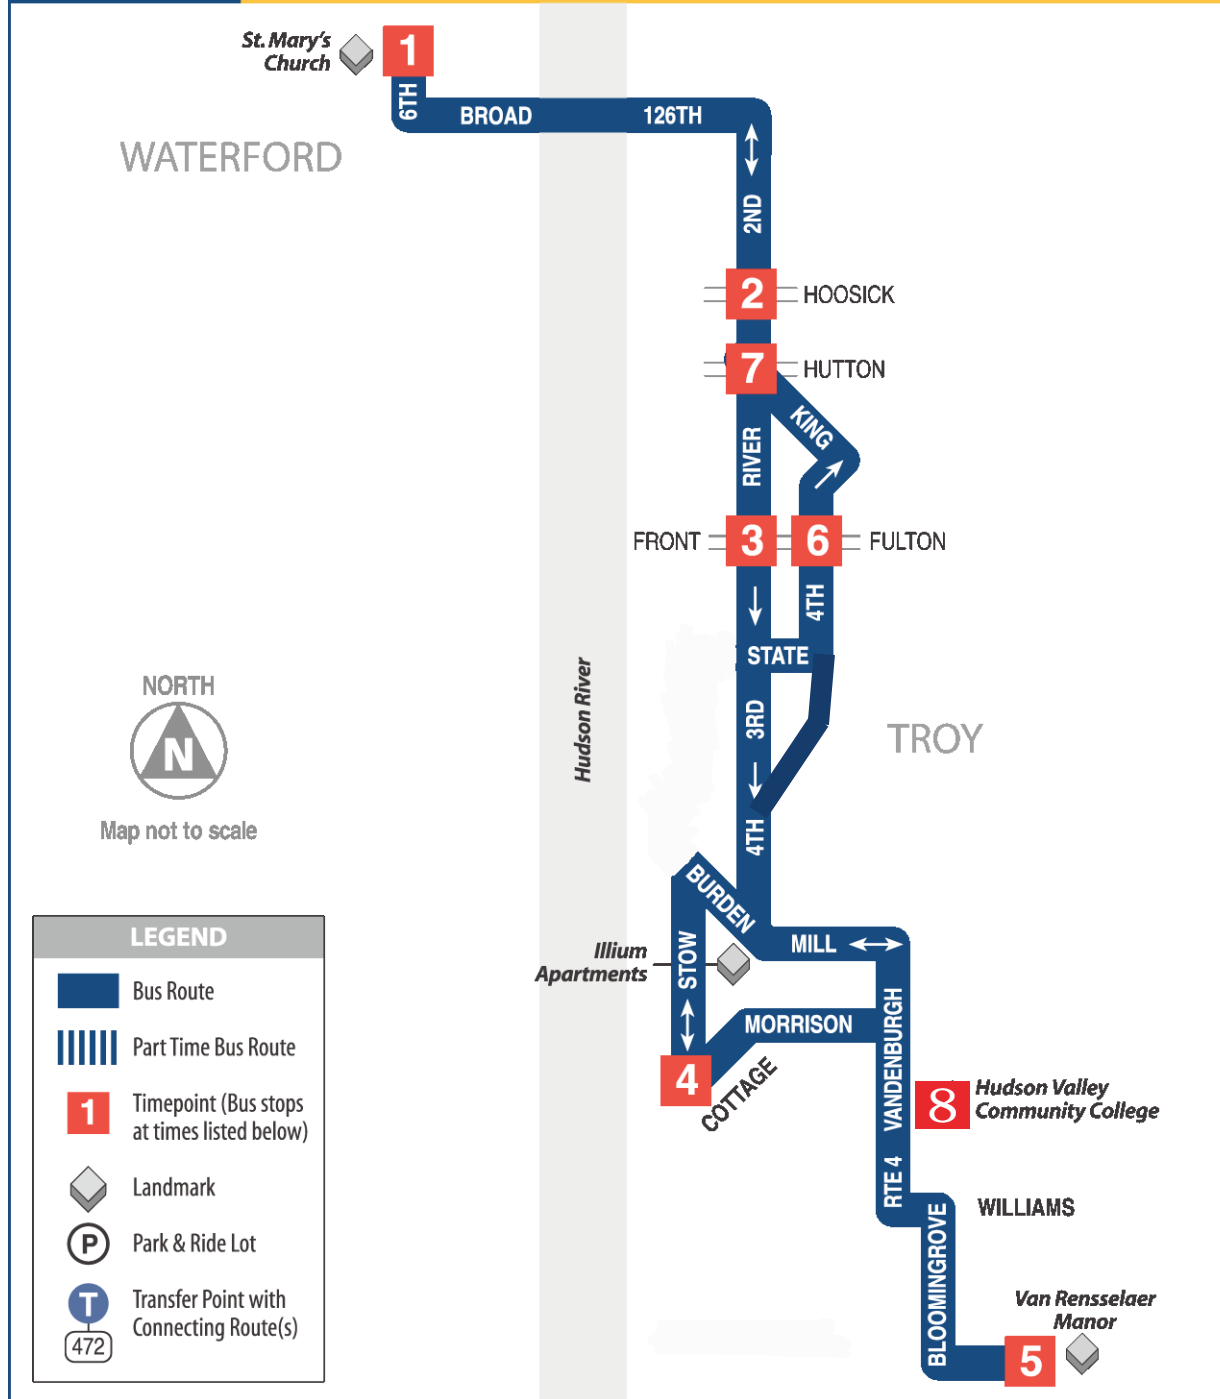 St. Mary's
Church
1
6TH
BROAD
126TH
WATERFORD
2ND
2
HOOSICK
7
HUTTON
KING
RIVER
FRONT
3
6
FULTON
4TH
STATE
3RD
Hudson River
TROY
NORTH
N
Map not to scale
4TH
BURDEN
MILL
Illium
Apartments
STOW
MORRISON
VANDENBURGH
4
COTTAGE
8
Hudson Valley
Community College
RTE 4
WILLIAMS
BLOOMINGROVE
Van Rensselaer
Manor
5
LEGEND
Bus Route
Part Time Bus Route
1
Timepoint (Bus stops
at times listed below)
Landmark
P
Park & Ride Lot
T
Transfer Point with
Connecting Route(s)
472